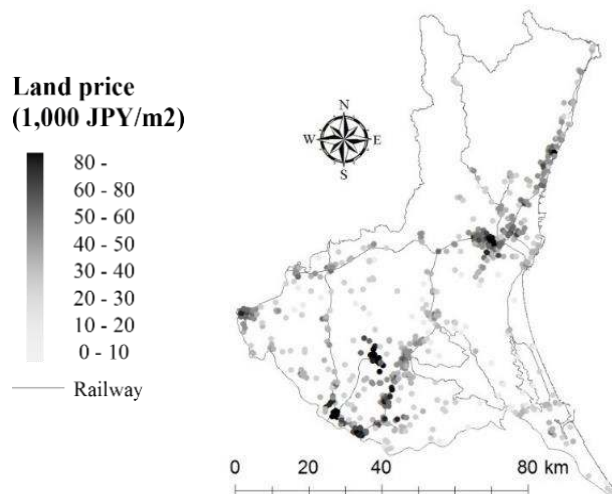 Land price
(1,000 JPY/m2)
80 -
60 - 80
50 - 60
40 - 50
30 - 40
20 - 30
10 - 20
0 - 10
Railway
N
W E
S
0 20 40 80 km